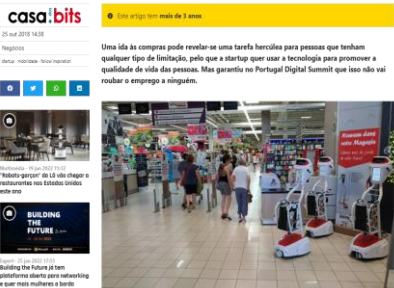 casa dos bits
Este artigo tem mais de 3 anos
25 out 2018 14:38
Negócios
Uma ida às compras pode revelar-se uma tarefa hercúlea para pessoas que tenham
qualquer tipo de limitação, pelo que a startup quer usar a tecnologia para promover a
qualidade de vida das pessoas. Mas garantiu no Portugal Digital Summit que isso não vai
roubar o emprego a ninguém.
Multimédia · 19 jan 2022 15:02
"Robots-garçon" da LG vão chegar a
restaurantes nos Estados Unidos
este ano
BUILDING
THE
FUTURE
Building the Future já tem
plataforma aberta para networking
e quer mais mulheres a bordo